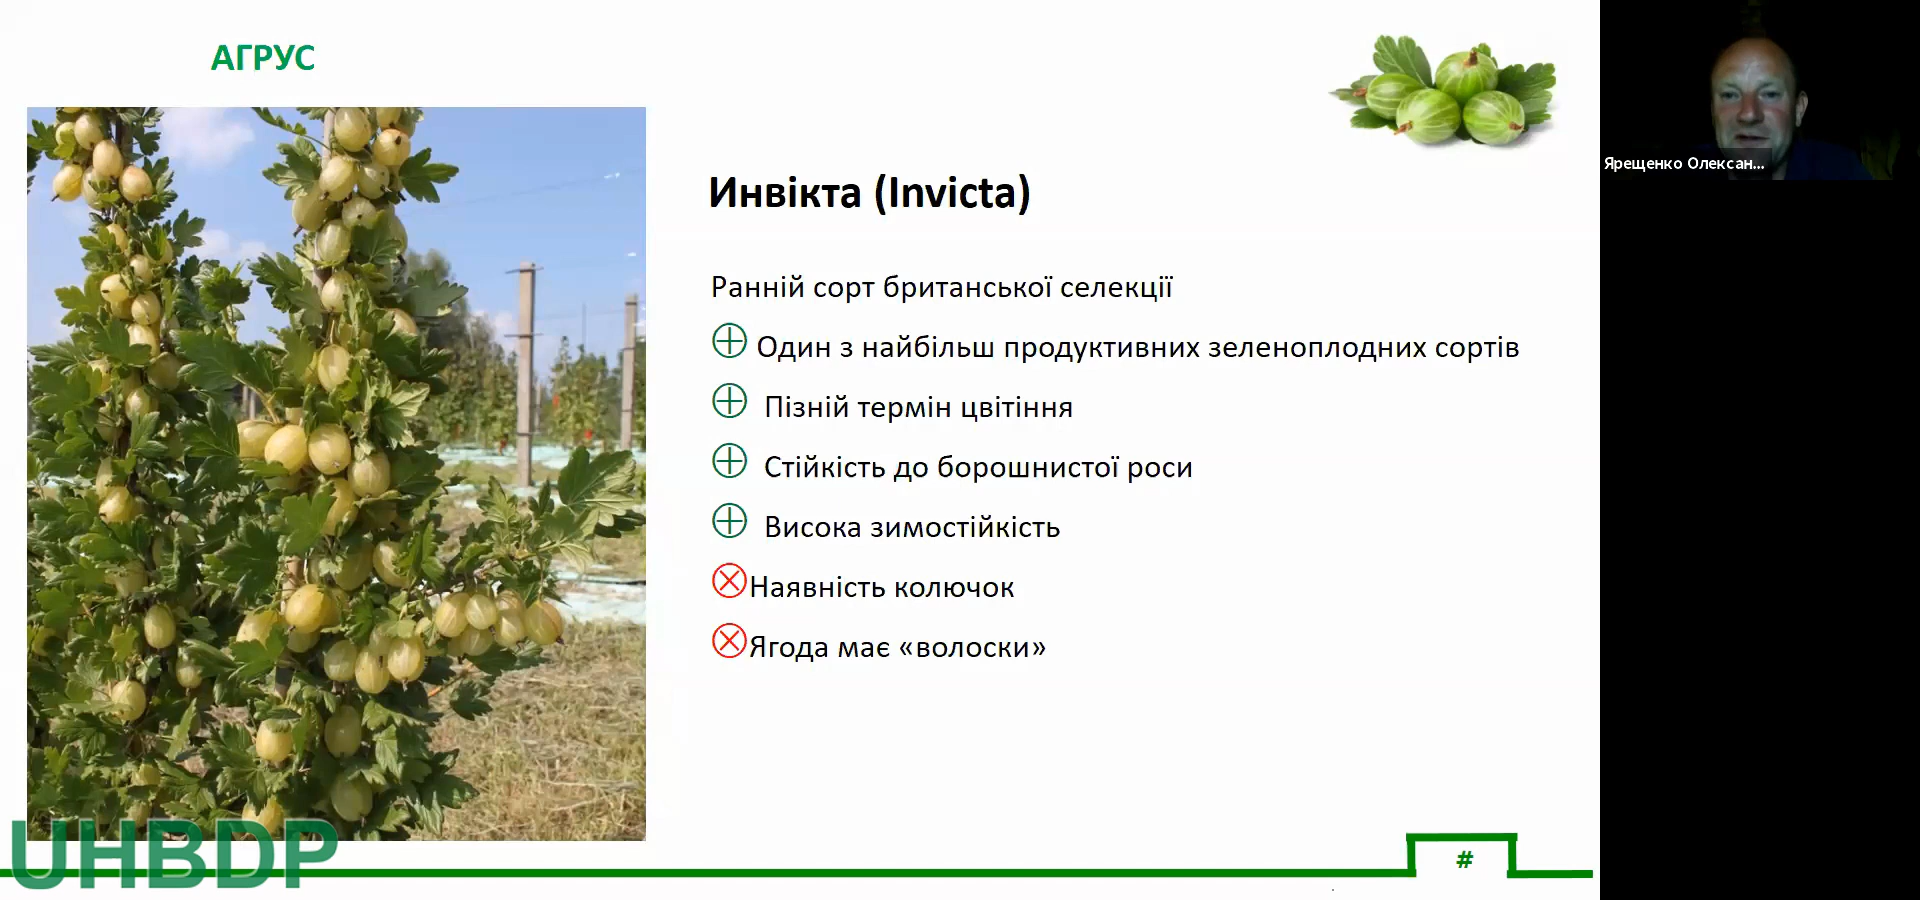 АГРУС
Инвікта (Invicta)
Ранній сорт британської селекції
Один з найбільш продуктивних зеленоплодних сортів
Пізній термін цвітіння
Стійкість до борошнистої роси
Висока зимостійкість
Наявність колючок
Ягода має «волоски»
Ярещенко Олексан...
UHBDP
#